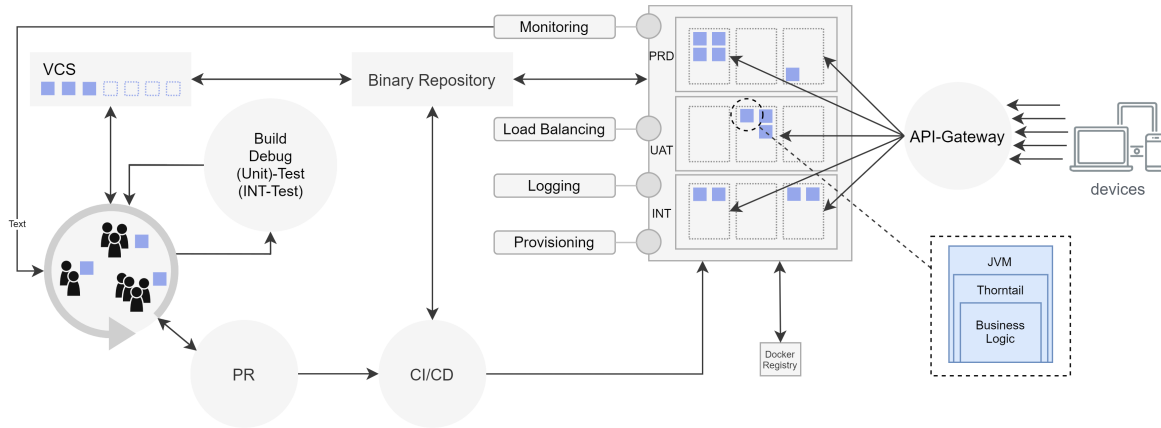 Monitoring
VCS
Binary Repository
PRD
Build
Debug
(Unit)-Test
(INT-Test)
Load Balancing
UAT
API-Gateway
devices
Logging
INT
Text
Provisioning
JVM
Thorntail
Business
Logic
PR
CI/CD
Docker
Registry